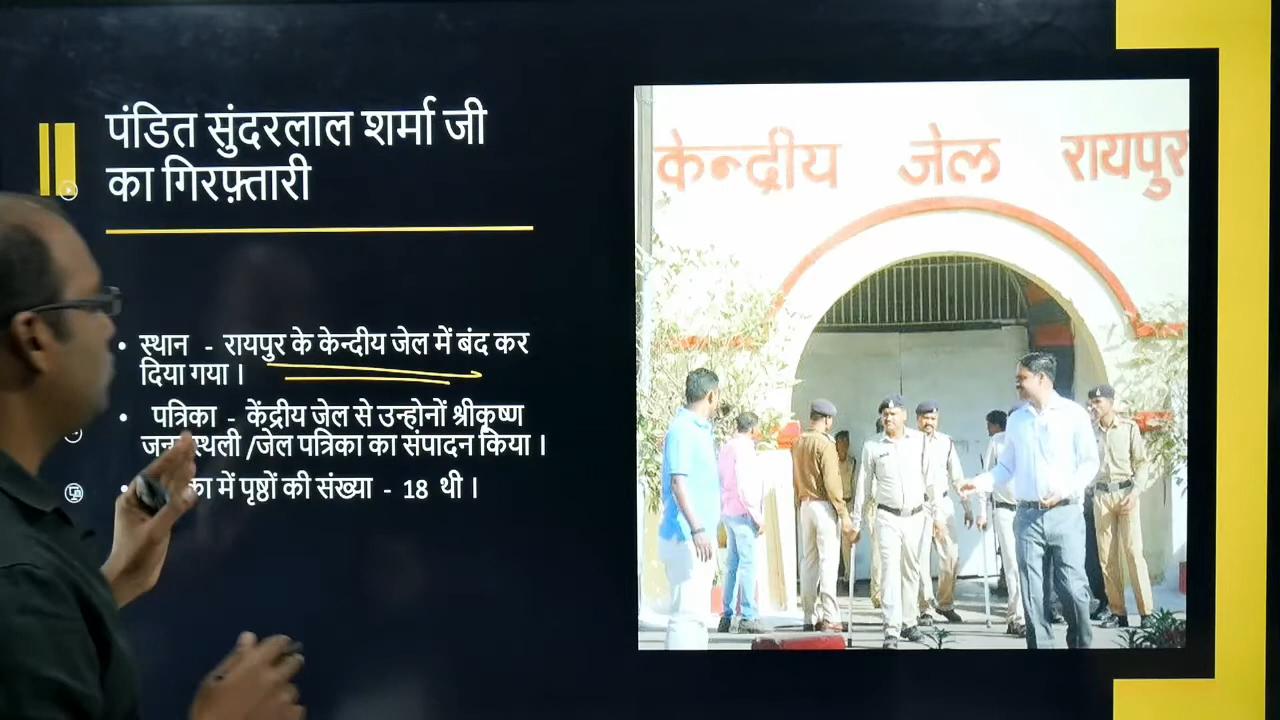 पंडित सुंदरलाल शर्मा जी
का गिरफ़्तारी
केन्द्रीय जेल रायपुर
स्थान - रायपुर के केन्दीय जेल में बंद कर
दिया गया ।
पत्रिका - केंद्रीय जेल से उन्होनों श्रीकृष्ण
स्थली /जेल पत्रिका का संपादन किया ।
में पृष्ठों की संख्या - 18 थी ।